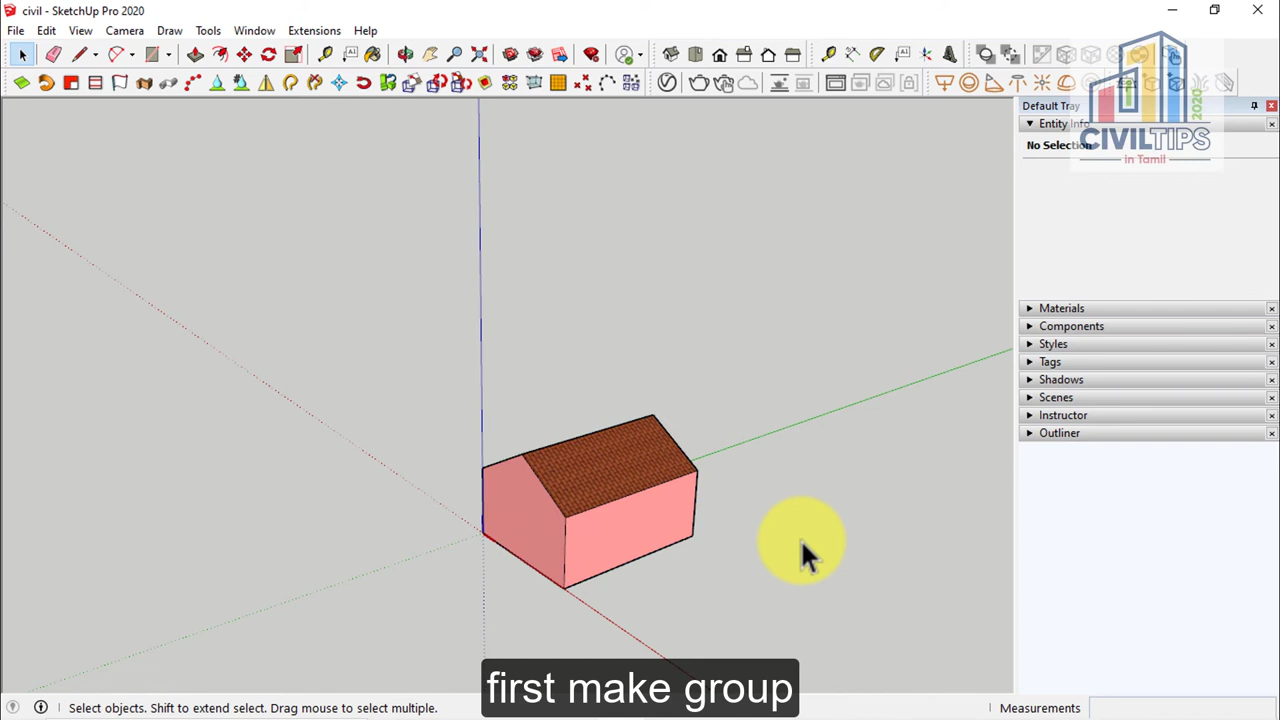 civil - SketchUp Pro 2020
File Edit View Camera Draw Tools Window Extensions Help
Default Tray
Entity Info
No Selection
CIVILTIPS
2020
in Tamil
Materials
Components
Styles
Tags
Shadows
Scenes
Instructor
Outliner
first make group
Select objects. Shift to extend select. Drag mouse to select multiple.
Measurements